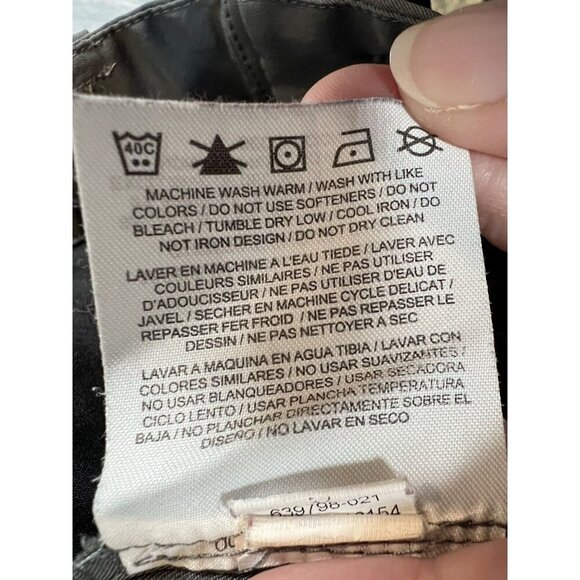 40C
MACHINE WASH WARM / WASH WITH LIKE
COLORS / DO NOT USE SOFTENERS / DO NOT
BLEACH / TUMBLE DRY LOW / COOL IRON / DO
NOT IRON DESIGN / DO NOT DRY CLEAN
LAVER EN MACHINE A L'EAU TIEDE / LAVER AVEC
COULEURS SIMILAIRES / NE PAS UTILISER
D'ADOUCISSEUR / NE PAS UTILISER D'EAU DE
JAVEL / SECHER EN MACHINE CYCLE DELICAT /
REPASSER FER FROID / NE PAS REPASSER LE
DESSIN / NE PAS NETTOYER A SEC
LAVAR A MAQUINA EN AGUA TIBIA / LAVAR CON
COLORES SIMILARES / NO USAR SUAVIZANTES /
NO USAR BLANQUEADORES / USAR SECADORA
CICLO LENTO / USAR PLANCHA TEMPERATURA
BAJA / NO PLANCHAR DIRECTAMENTE SOBRE EL
DISEÑO / NO LAVAR EN SECO
639798-021